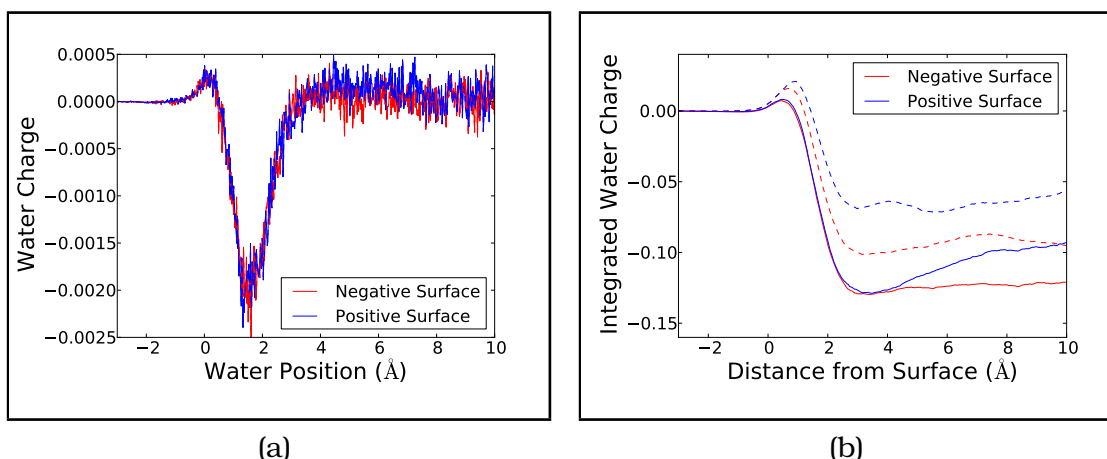 0.0005
0.0000
−0.0005
−0.0010
−0.0015
−0.0020
−0.0025
Water Charge
−2 0 2 4 6 8 10
Water Position (Å)
Negative Surface
Positive Surface
(a)
0.00
−0.05
−0.10
−0.15
Integrated Water Charge
−2 0 2 4 6 8 10
Distance from Surface (Å)
Negative Surface
Positive Surface
(b)